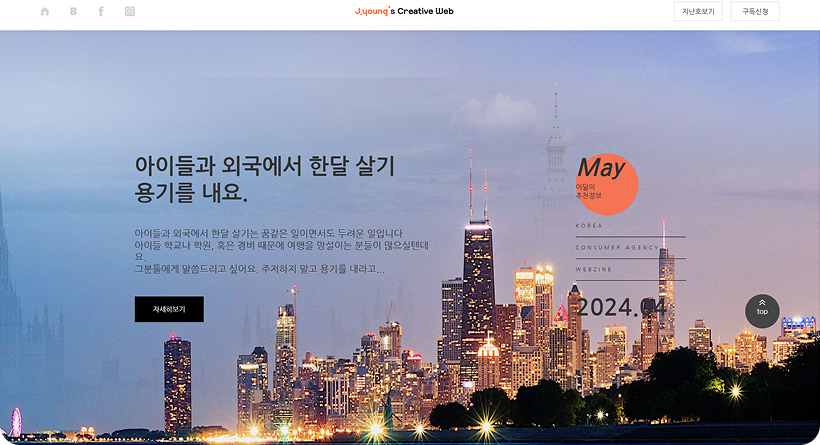 J.young's Creative Web
지난호보기
구독신청
아이들과 외국에서 한달 살기
용기를 내요.
아이들과 외국에서 한달 살기는 꿈같은 일이면서도 두려운 일입니다
아이들 학교나 학원, 혹은 경비 때문에 여행을 망설이는 분들이 많으실텐데
요.
그분들에게 말씀드리고 싶어요. 주저하지 말고 용기를 내라고...
자세히보기
May
이달의
추천정보
KOREA
CONSUMER AGENCY
WEBZINE
2024.04
top